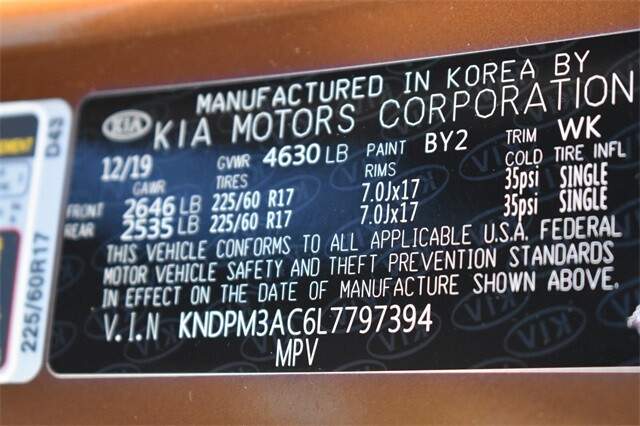 MANUFACTURED IN KOREA BY
KIA KIA MOTORS CORPORATION
12/19 GVWR 4630 LB PAINT BY2 TRIM WK
GAWR TIRES RIMS COLD TIRE INFL
FRONT 2646 LB 225/60 R17 7.0Jx17 35psi SINGLE
REAR 2535 LB 225/60 R17 7.0Jx17 35psi SINGLE
THIS VEHICLE CONFORMS TO ALL APPLICABLE U.S.A. FEDERAL
MOTOR VEHICLE SAFETY AND THEFT PREVENTION STANDARDS
IN EFFECT ON THE DATE OF MANUFACTURE SHOWN ABOVE.
V.I.N KNDPM3AC6L7797394
MPV
D43
225/60R17